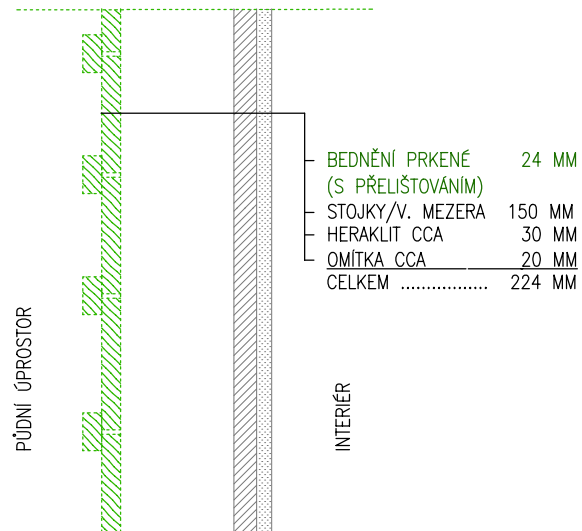 BEDNĚNÍ PRKENÉ 24 MM
(S PŘELIŠTOVÁNÍM)
STOJKY/V. MEZERA 150 MM
HERAKLIT CCA 30 MM
OMÍTKA CCA 20 MM
CELKEM ................. 224 MM
PŮDNÍ ÚPROSTOR
INTERIÉR